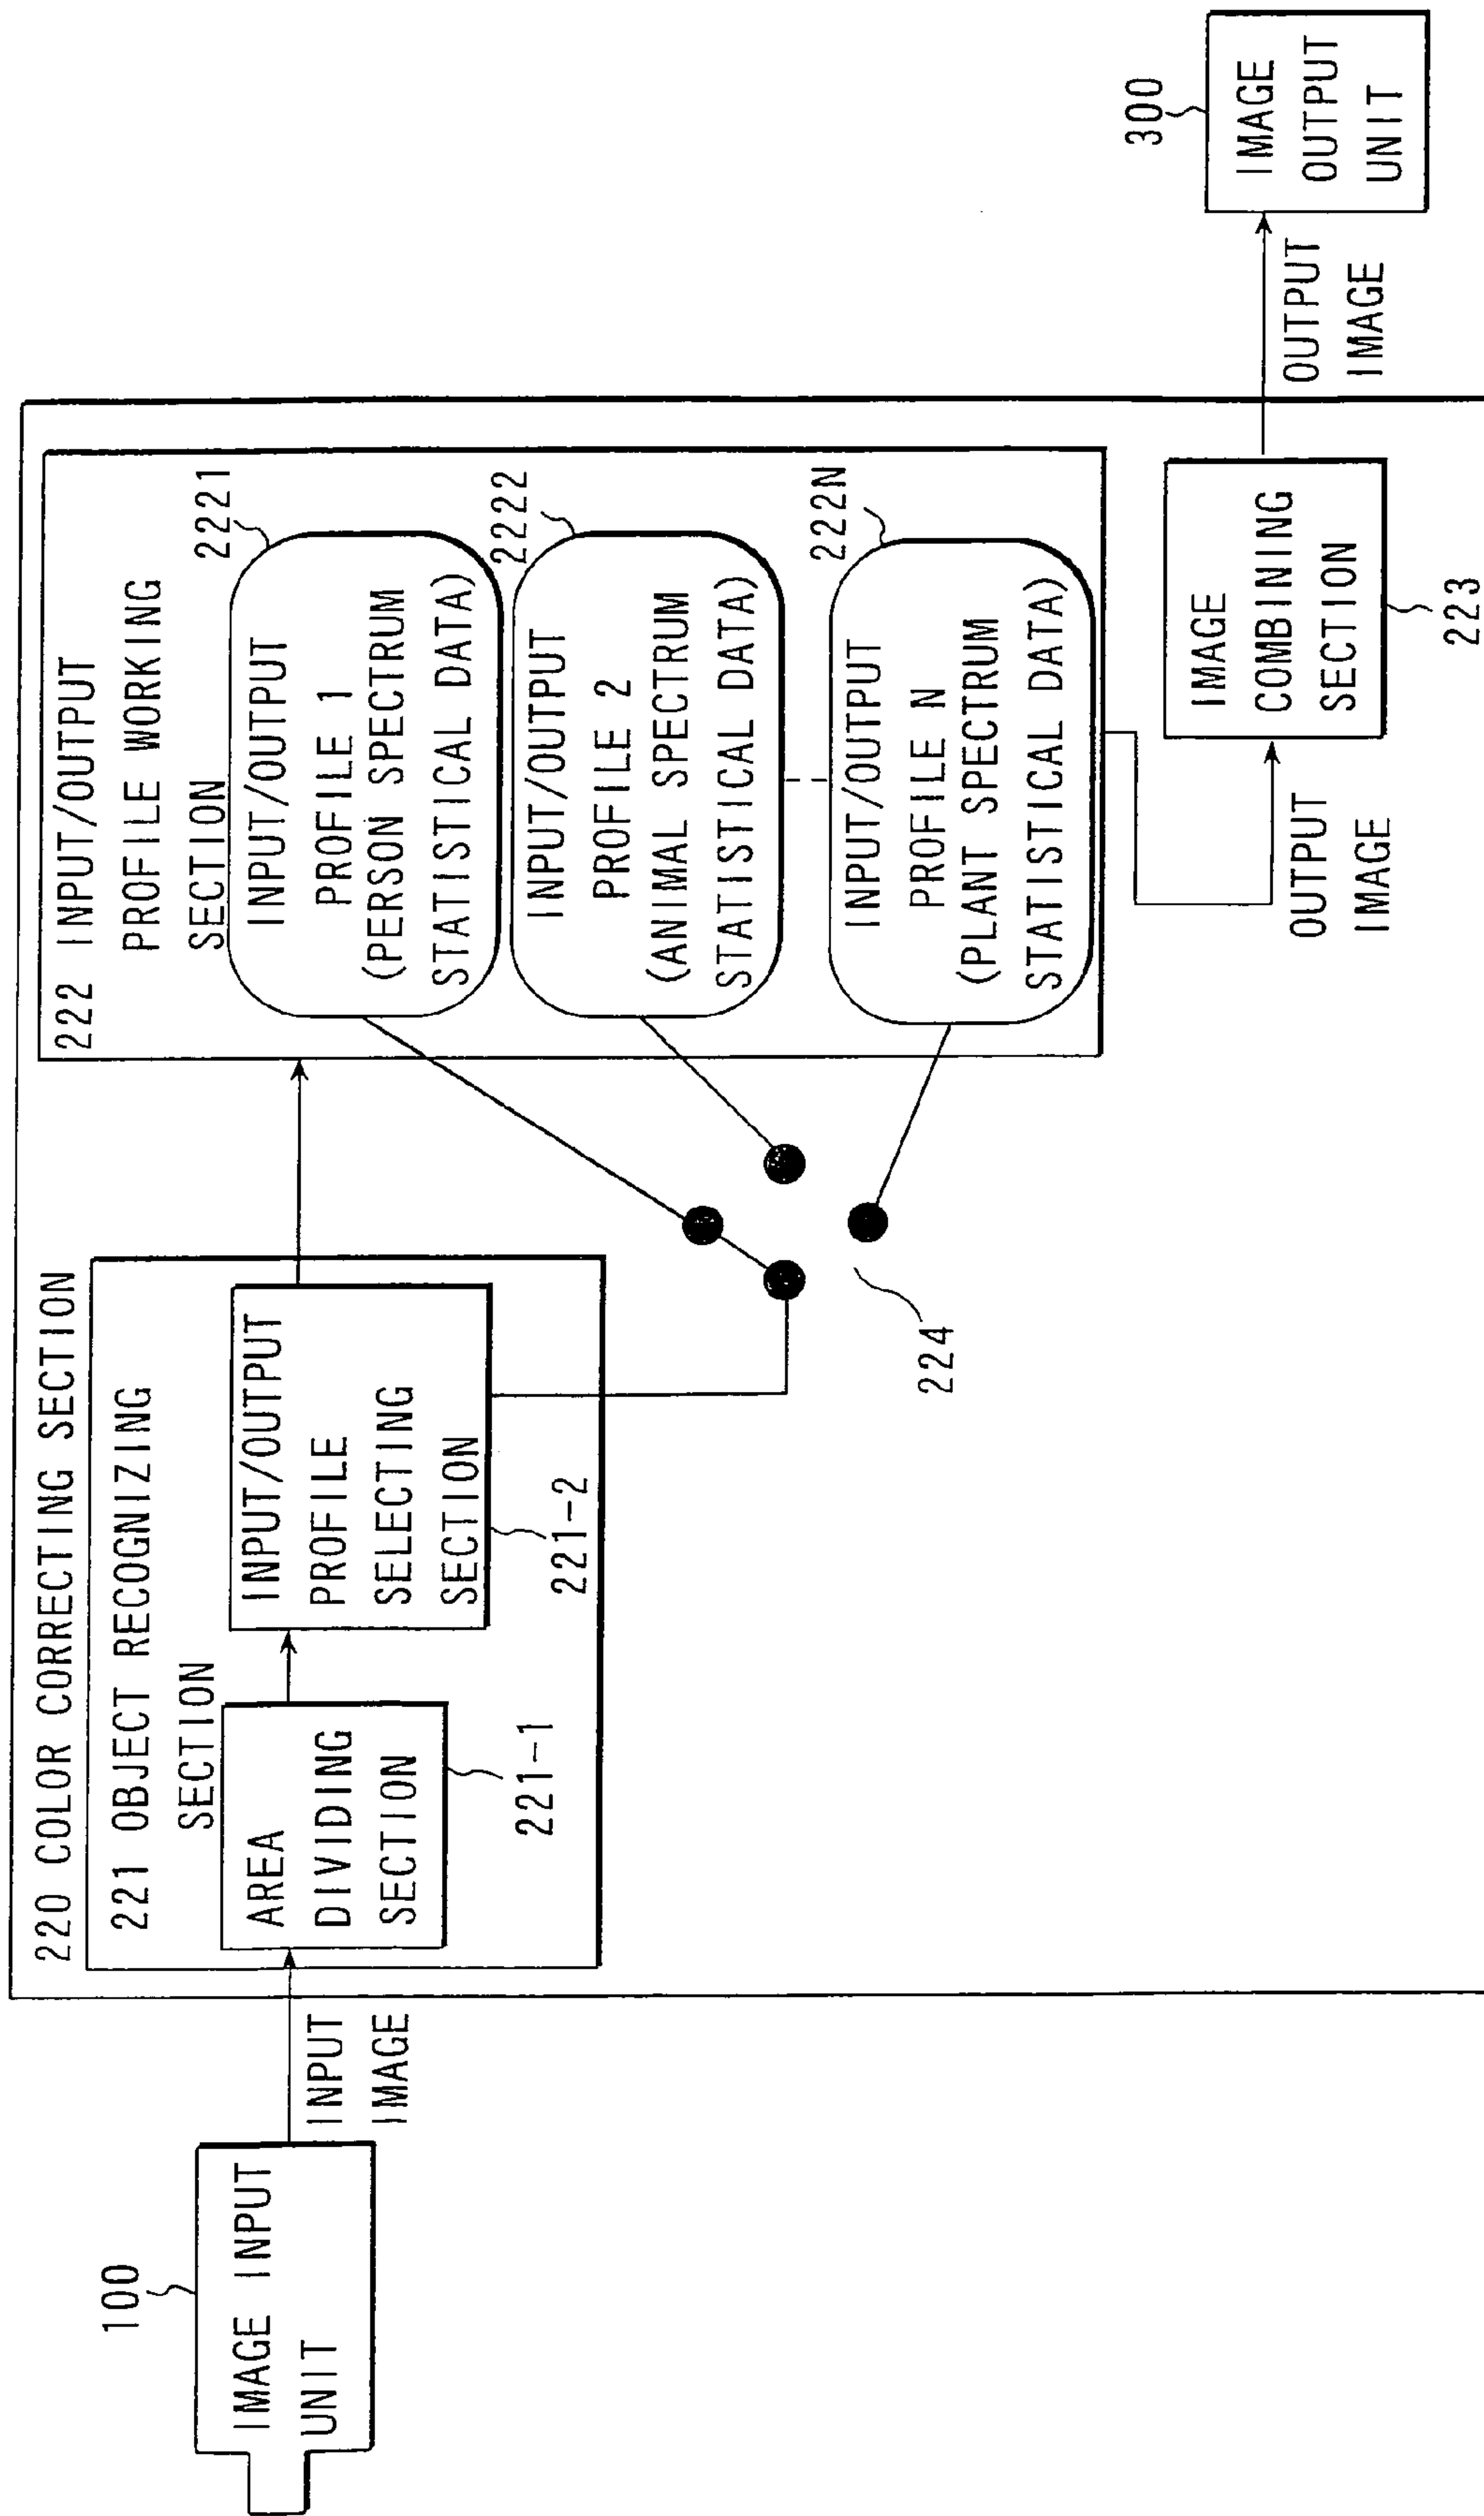 100
IMAGE INPUT
UNIT
INPUT
IMAGE
220 COLOR CORRECTING SECTION
221 OBJECT RECOGNIZING
SECTION
AREA
DIVIDING
SECTION
221-1
INPUT/OUTPUT
PROFILE
SELECTING
SECTION
221-2
224
222 INPUT/OUTPUT
PROFILE WORKING
SECTION
2221
INPUT/OUTPUT
PROFILE 1
(PERSON SPECTRUM
STATISTICAL DATA)
2222
INPUT/OUTPUT
PROFILE 2
(ANIMAL SPECTRUM
STATISTICAL DATA)
222N
INPUT/OUTPUT
PROFILE N
(PLANT SPECTRUM
STATISTICAL DATA)
OUTPUT
IMAGE
IMAGE
COMBINING
SECTION
223
OUTPUT
IMAGE
300
IMAGE
OUTPUT
UNIT